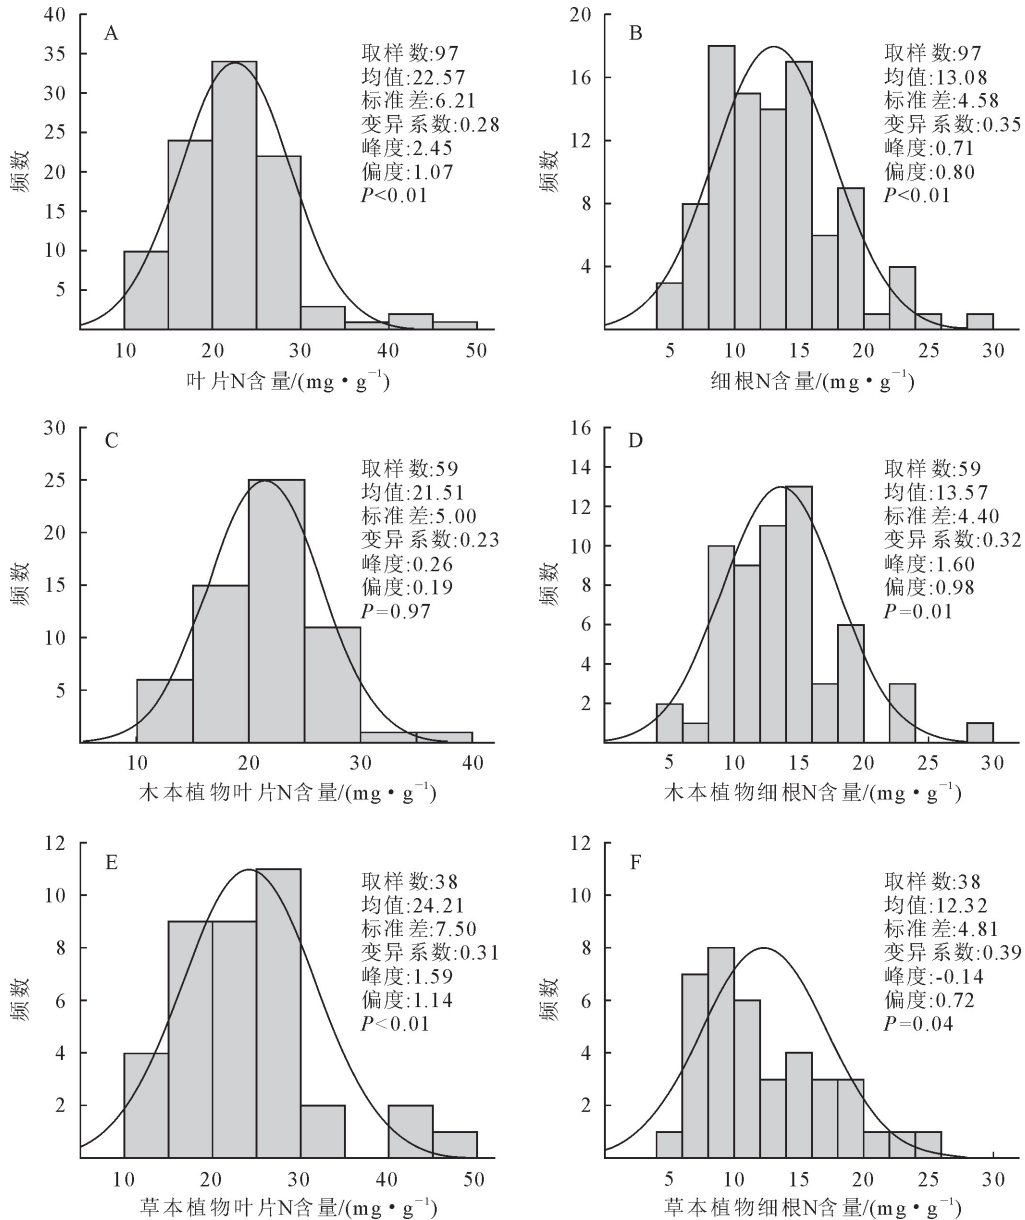 A
取样数:97
均值:22.57
标准差:6.21
变异系数:0.28
峰度:2.45
偏度:1.07
P<0.01
频数
40
35
30
25
20
15
10
5
10
20
30
40
50
叶片N含量/(mg·g⁻¹)
B
取样数:97
均值:13.08
标准差:4.58
变异系数:0.35
峰度:0.71
偏度:0.80
P<0.01
频数
20
16
12
8
4
5
10
15
20
25
30
细根N含量/(mg·g⁻¹)
C
取样数:59
均值:21.51
标准差:5.00
变异系数:0.23
峰度:0.26
偏度:0.19
P=0.97
频数
30
25
20
15
10
5
10
20
30
40
木本植物叶片N含量/(mg·g⁻¹)
D
取样数:59
均值:13.57
标准差:4.40
变异系数:0.32
峰度:1.60
偏度:0.98
P=0.01
频数
16
14
12
10
8
6
4
2
5
10
15
20
25
30
木本植物细根N含量/(mg·g⁻¹)
E
取样数:38
均值:24.21
标准差:7.50
变异系数:0.31
峰度:1.59
偏度:1.14
P<0.01
频数
12
10
8
6
4
2
10
20
30
40
50
草本植物叶片N含量/(mg·g⁻¹)
F
取样数:38
均值:12.32
标准差:4.81
变异系数:0.39
峰度:-0.14
偏度:0.72
P=0.04
频数
12
10
8
6
4
2
5
10
15
20
25
30
草本植物细根N含量/(mg·g⁻¹)